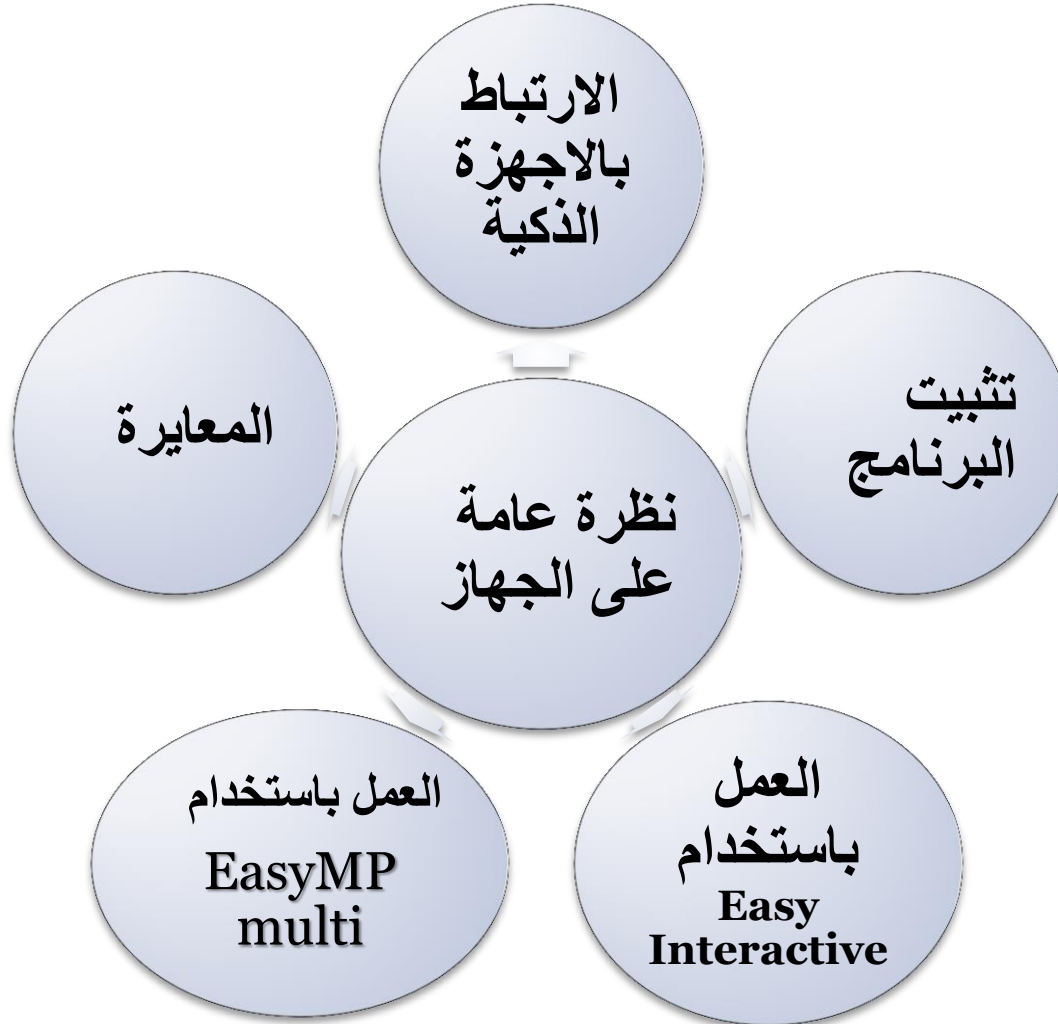 الارتباط
بالاجهزة
الذكية
تثبيت
البرنامج
المعايرة
نظرة عامة
على الجهاز
العمل
باستخدام
Easy
Interactive
العمل باستخدام
EasyMP
multi